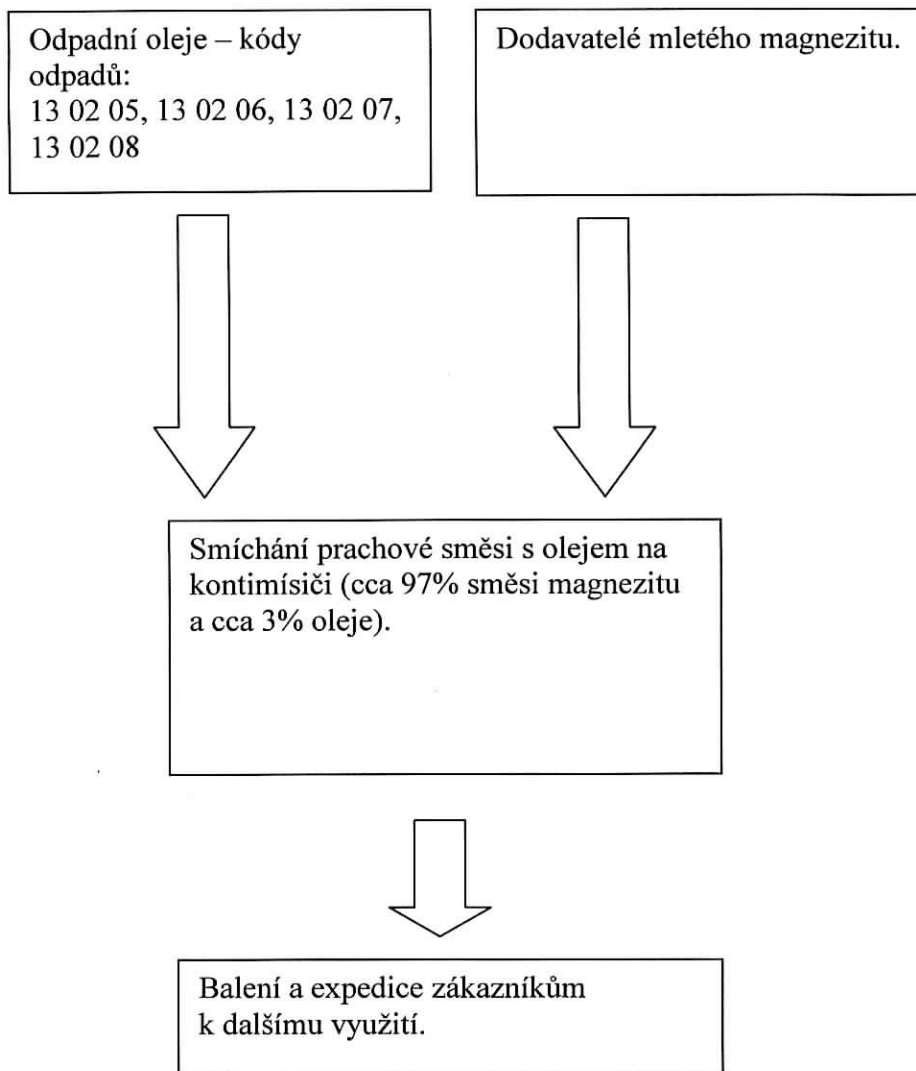 Odpadní oleje – kódy
odpadů:
13 02 05, 13 02 06, 13 02 07,
13 02 08
Dodavatelé mletého magnezitu.
Smíchání prachové směsi s olejem na
kontimísiči (cca 97% směsi magnezitu
a cca 3% oleje).
Balení a expedice zákazníkům
k dalšímu využití.